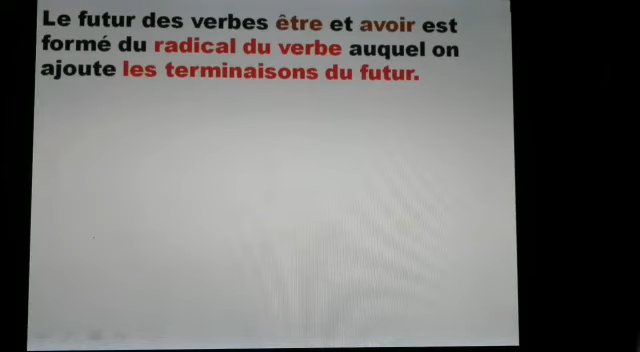 Le futur des verbes être et avoir est
formé du radical du verbe auquel on
ajoute les terminaisons du futur.